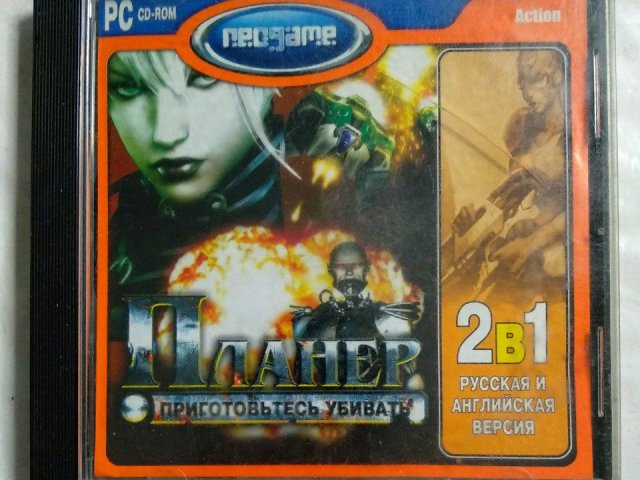 PC CD-ROM
neogame
Action
ПЛАНЕР
ПРИГОТОВЬТЕСЬ УБИВАТЬ
2в1
РУССКАЯ И
АНГЛИЙСКАЯ
ВЕРСИЯ